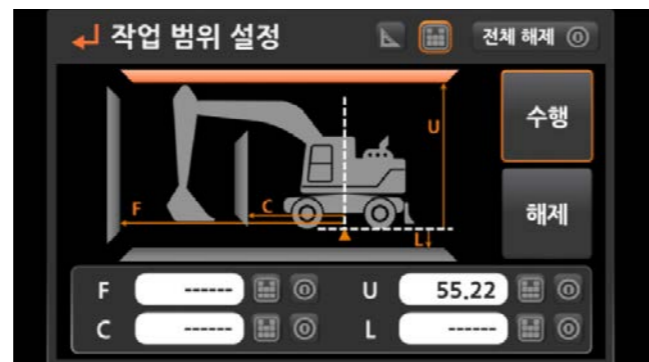 작업 범위 설정
전체 해제
수행
해제
U
F
C
L
F ------
U 55.22
C ------
L ------